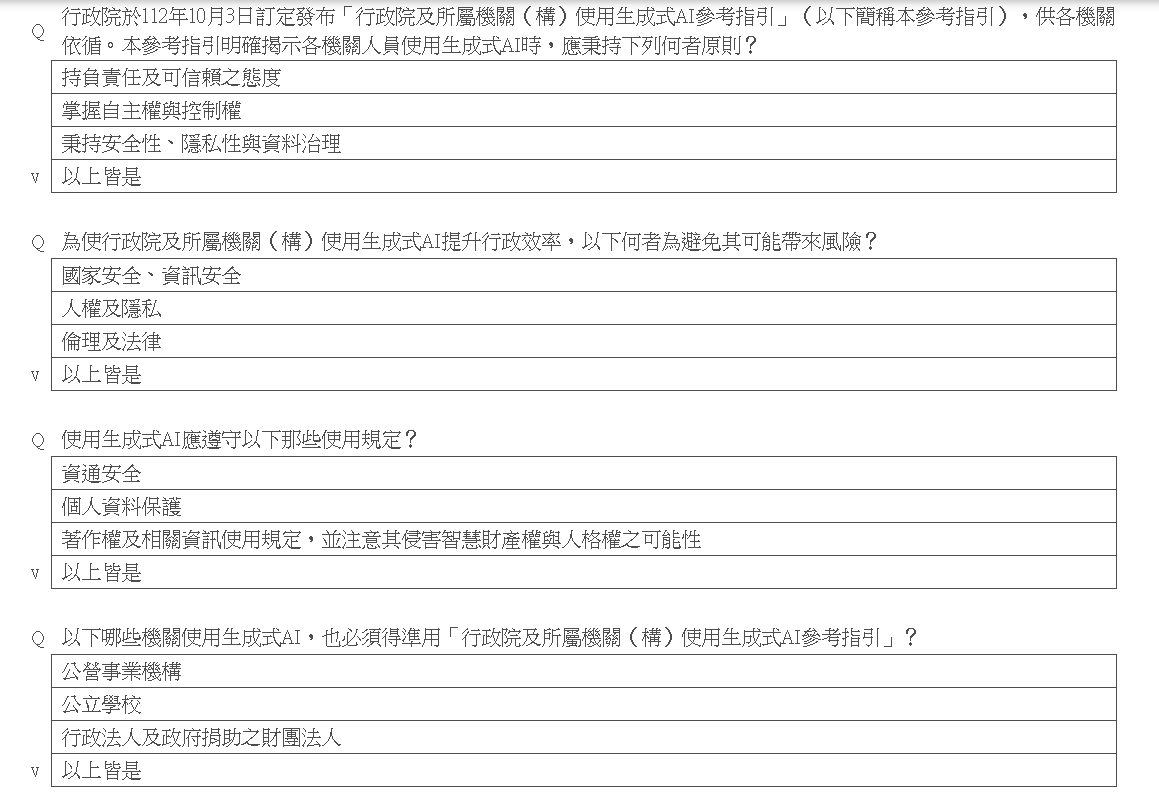 Q 行政院於112年10月3日訂定發布「行政院及所屬機關（構）使用生成式AI參考指引」（以下簡稱本參考指引），供各機關
依循。本參考指引明確揭示各機關人員使用生成式AI時，應秉持下列何者原則？
持負責任及可信賴之態度
掌握自主權與控制權
秉持安全性、隱私性與資料治理
v 以上皆是
Q 為使行政院及所屬機關（構）使用生成式AI提升行政效率，以下何者為避免其可能帶來風險？
國家安全、資訊安全
人權及隱私
倫理及法律
v 以上皆是
Q 使用生成式AI應遵守以下那些使用規定？
資通安全
個人資料保護
著作權及相關資訊使用規定，並注意其侵害智慧財產權與人格權之可能性
v 以上皆是
Q 以下哪些機關使用生成式AI，也必須得準用「行政院及所屬機關（構）使用生成式AI參考指引」？
公營事業機構
公立學校
行政法人及政府捐助之財團法人
v 以上皆是